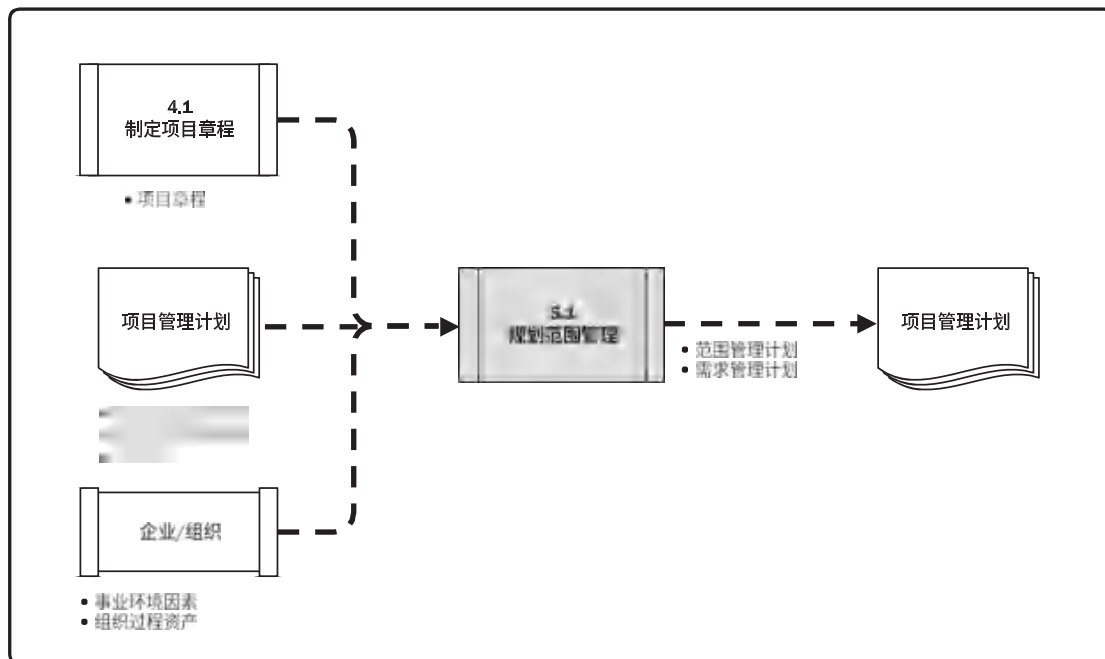 4.1
制定项目章程
• 项目章程
项目管理计划
企业/组织
• 事业环境因素
• 组织过程资产
5.1
规划范围管理
• 范围管理计划
• 需求管理计划
项目管理计划